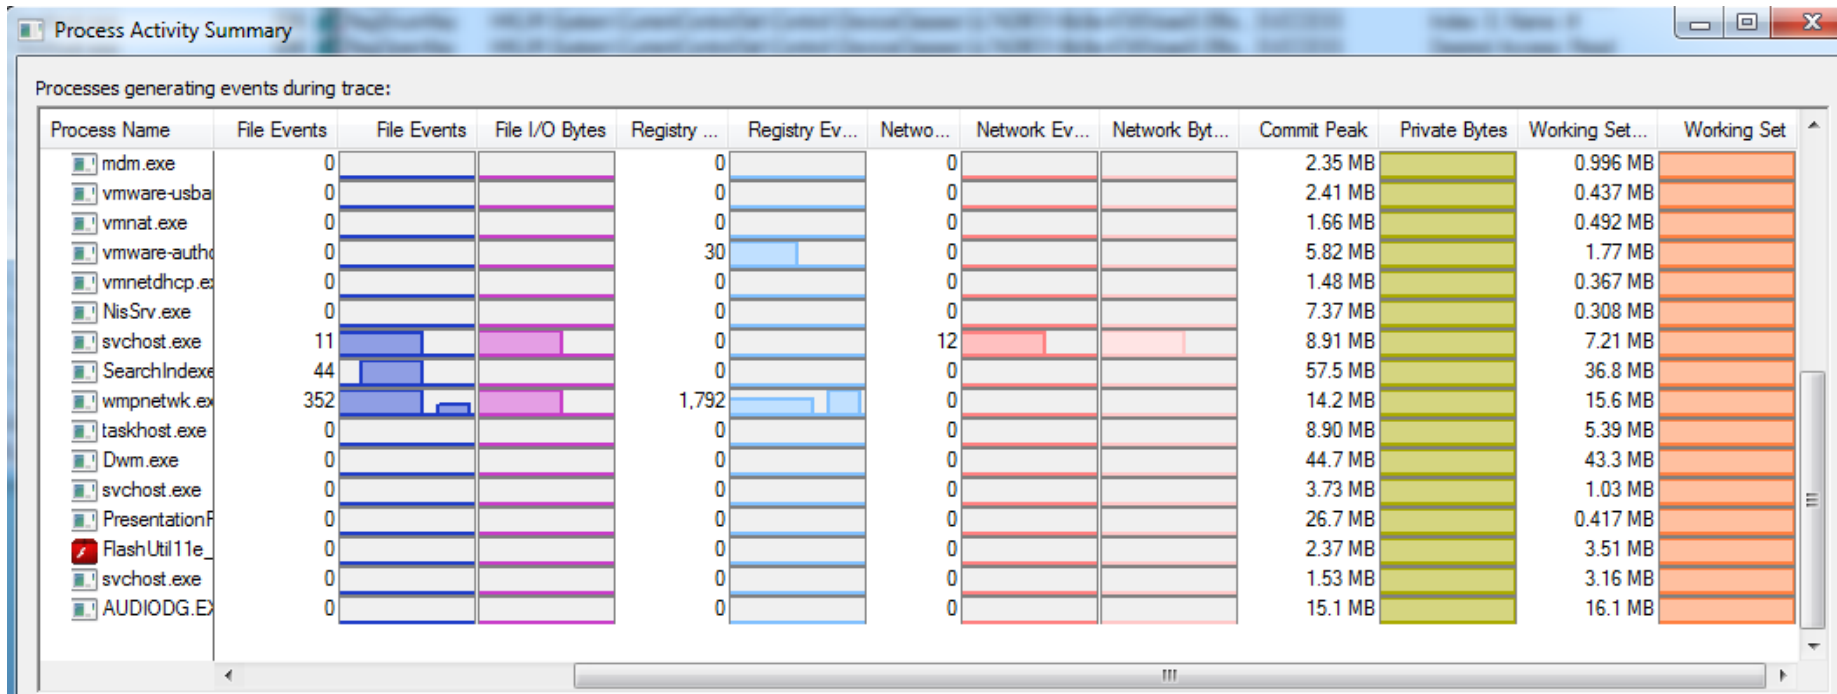 Process Activity Summary
Processes generating events during trace:
Process Name File Events File Events File I/O Bytes Registry ... Registry Ev... Netwo... Network Ev... Network Byt... Commit Peak Private Bytes Working Set... Working Set
mdm.exe 0 0 0 2.35 MB 0.996 MB
vmware-usba 0 0 0 2.41 MB 0.437 MB
vmnat.exe 0 0 0 1.66 MB 0.492 MB
vmware-autho 0 30 0 5.82 MB 1.77 MB
vmnetdhcp.ex 0 0 0 1.48 MB 0.367 MB
NisSrv.exe 0 0 0 7.37 MB 0.308 MB
svchost.exe 11 0 12 8.91 MB 7.21 MB
SearchIndexe 44 0 0 57.5 MB 36.8 MB
wmpnetwk.ex 352 1,792 0 14.2 MB 15.6 MB
taskhost.exe 0 0 0 8.90 MB 5.39 MB
Dwm.exe 0 0 0 44.7 MB 43.3 MB
svchost.exe 0 0 0 3.73 MB 1.03 MB
PresentationF 0 0 0 26.7 MB 0.417 MB
FlashUtil11e_ 0 0 0 2.37 MB 3.51 MB
svchost.exe 0 0 0 1.53 MB 3.16 MB
AUDIODG.EX 0 0 0 15.1 MB 16.1 MB